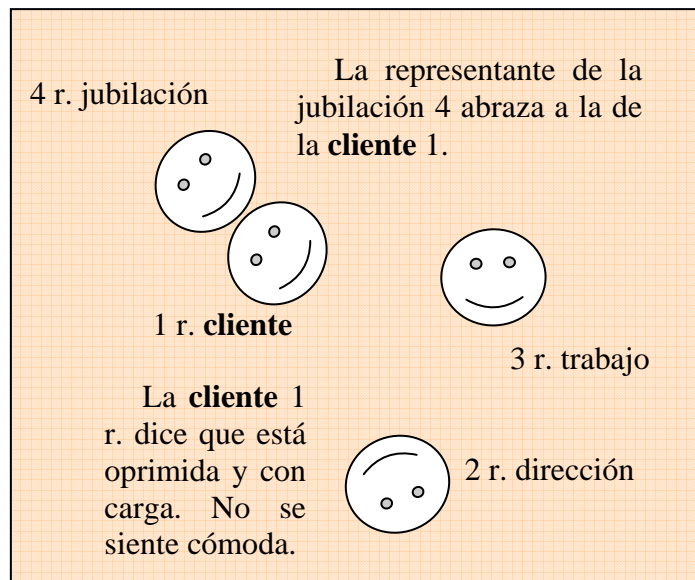 4 r. jubilación
La representante de la
jubilación 4 abraza a la de
la cliente 1.
1 r. cliente
3 r. trabajo
La cliente 1
r. dice que está
oprimida y con
carga. No se
siente cómoda.
2 r. dirección